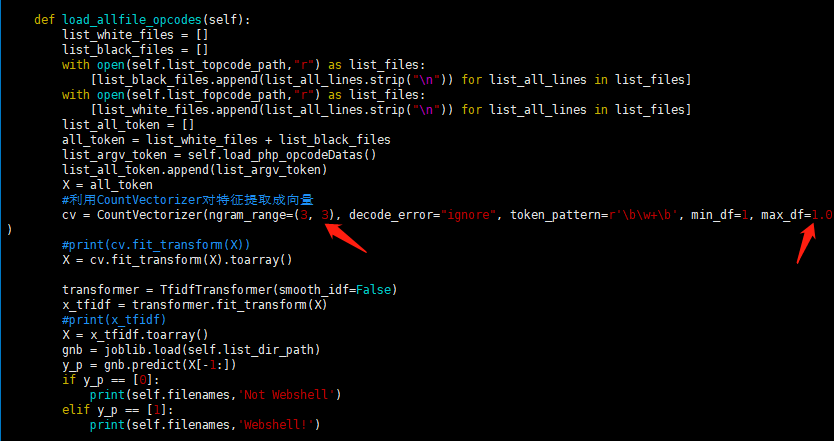 def load_allfile_opcodes(self):
    list_white_files = []
    list_black_files = []
    with open(self.list_topcode_path,"r") as list_files:
        [list_black_files.append(list_all_lines.strip("\n")) for list_all_lines in list_files]
    with open(self.list_fopcode_path,"r") as list_files:
        [list_white_files.append(list_all_lines.strip("\n")) for list_all_lines in list_files]
    list_all_token = []
    all_token = list_white_files + list_black_files
    list_argv_token = self.load_php_opcodeDatas()
    list_all_token.append(list_argv_token)
    X = all_token
    #利用CountVectorizer对特征提取成向量
    cv = CountVectorizer(ngram_range=(3, 3), decode_error="ignore", token_pattern=r'\b\w+\b', min_df=1, max_df=1.0
)
    #print(cv.fit_transform(X))
    X = cv.fit_transform(X).toarray()
    transformer = TfidfTransformer(smooth_idf=False)
    x_tfidf = transformer.fit_transform(X)
    #print(x_tfidf)
    X = x_tfidf.toarray()
    gnb = joblib.load(self.list_dir_path)
    y_p = gnb.predict(X[-1:])
    if y_p == [0]:
        print(self.filenames,'Not Webshell')
    elif y_p == [1]:
        print(self.filenames,'Webshell!')